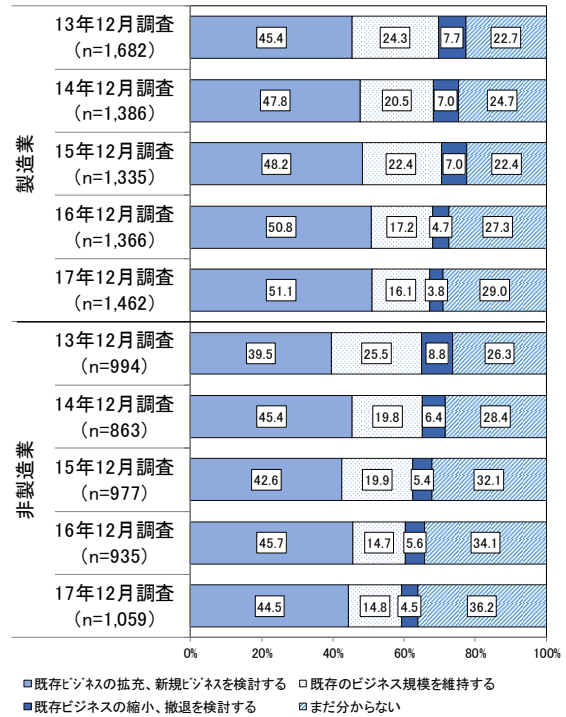 製造業
13年12月調査
(n=1,682)
45.4 24.3 7.7 22.7
14年12月調査
(n=1,386)
47.8 20.5 7.0 24.7
15年12月調査
(n=1,335)
48.2 22.4 7.0 22.4
16年12月調査
(n=1,366)
50.8 17.2 4.7 27.3
17年12月調査
(n=1,462)
51.1 16.1 3.8 29.0
非製造業
13年12月調査
(n=994)
39.5 25.5 8.8 26.3
14年12月調査
(n=863)
45.4 19.8 6.4 28.4
15年12月調査
(n=977)
42.6 19.9 5.4 32.1
16年12月調査
(n=935)
45.7 14.7 5.6 34.1
17年12月調査
(n=1,059)
44.5 14.8 4.5 36.2
0% 20% 40% 60% 80% 100%
既存ビジネスの拡充、新規ビジネスを検討する 既存のビジネス規模を維持する
既存ビジネスの縮小、撤退を検討する まだ分からない